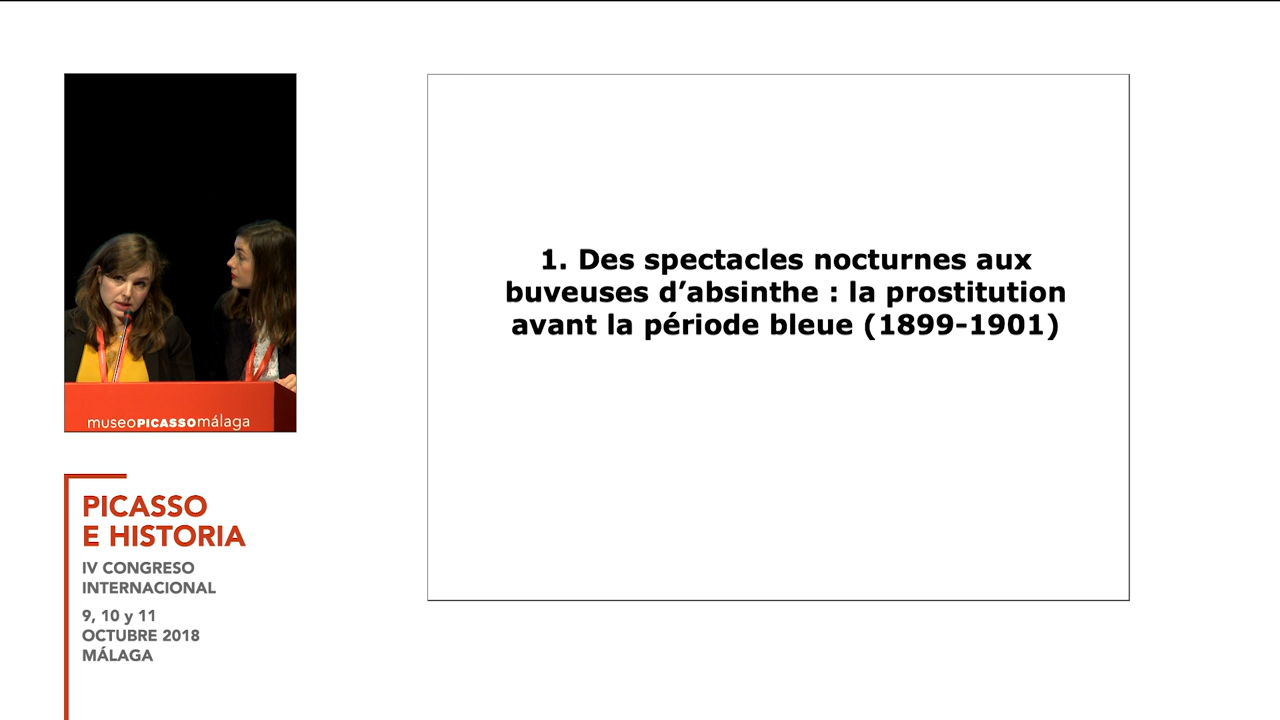 museoPICASSOmálaga
PICASSO
E HISTORIA
IV CONGRESO
INTERNACIONAL
9, 10 y 11
OCTUBRE 2018
MÁLAGA
1. Des spectacles nocturnes aux
buveuses d’absinthe : la prostitution
avant la période bleue (1899-1901)